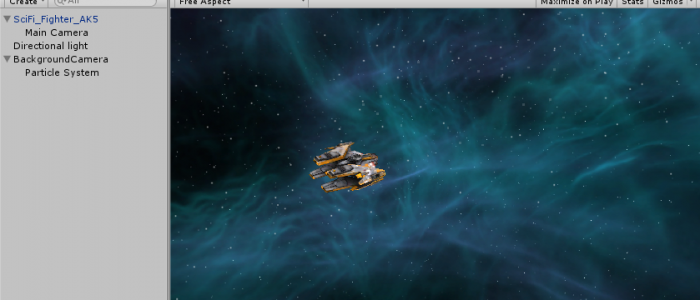 Create
All
Free Aspect
Maximize on Play
Stats
Gizmos
SciFi_Fighter_AK5
Main Camera
Directional light
BackgroundCamera
Particle System